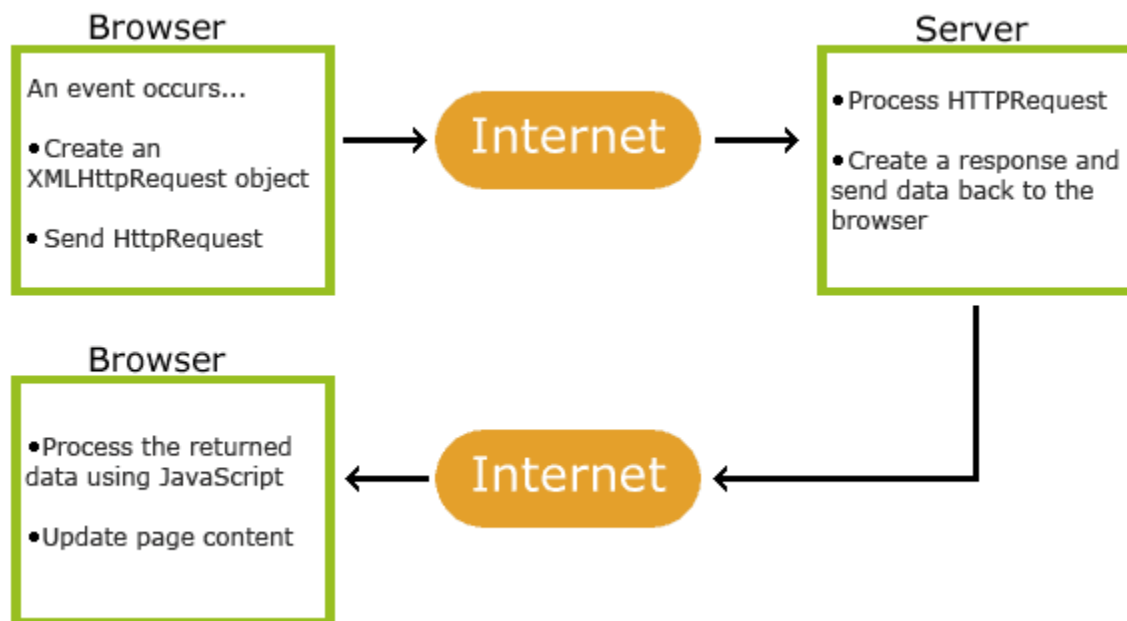 Browser
An event occurs...
•Create an
XMLHttpRequest object
• Send HttpRequest
Internet
Server
•Process HTTPRequest
•Create a response and
send data back to the
browser
Browser
•Process the returned
data using JavaScript
•Update page content
Internet